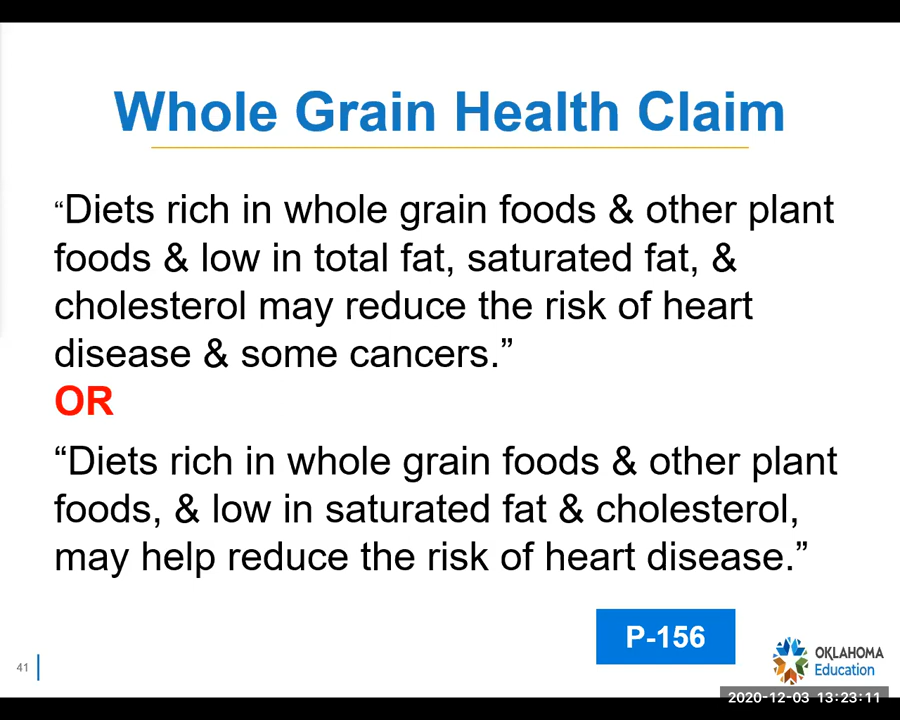 Whole Grain Health Claim
“Diets rich in whole grain foods & other plant
foods & low in total fat, saturated fat, &
cholesterol may reduce the risk of heart
disease & some cancers.”
OR
“Diets rich in whole grain foods & other plant
foods, & low in saturated fat & cholesterol,
may help reduce the risk of heart disease.”
P-156
41
OKLAHOMA
Education
2020-12-03 13:23:11